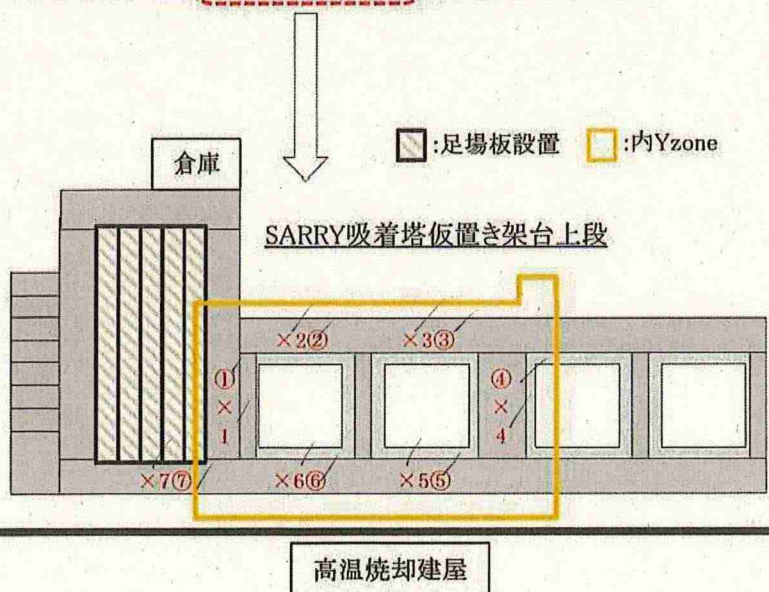 倉庫
:足場板設置
:内Yzone
SARRY吸着塔仮置き架台上段
×2②
×3③
①
×
1
④
×
4
×7⑦
×6⑥
×5⑤
高温焼却建屋